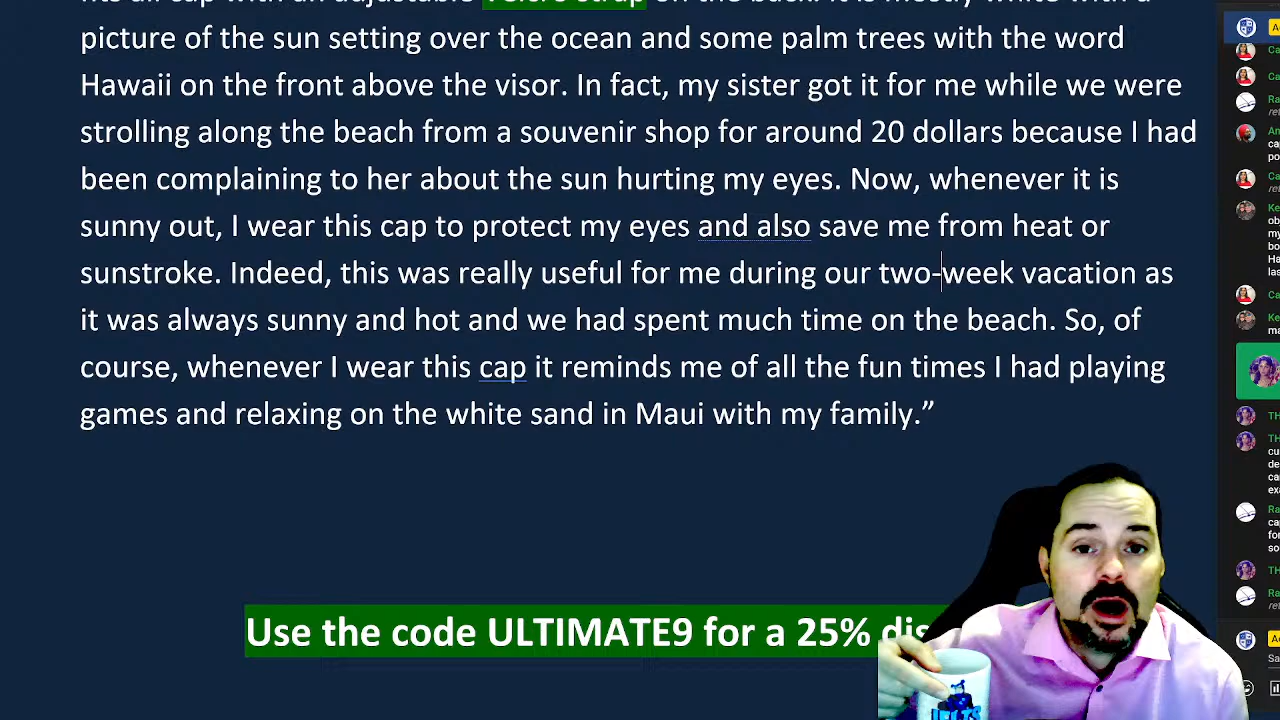 picture of the sun setting over the ocean and some palm trees with the word
Hawaii on the front above the visor. In fact, my sister got it for me while we were
strolling along the beach from a souvenir shop for around 20 dollars because I had
been complaining to her about the sun hurting my eyes. Now, whenever it is
sunny out, I wear this cap to protect my eyes and also save me from heat or
sunstroke. Indeed, this was really useful for me during our two-week vacation as
it was always sunny and hot and we had spent much time on the beach. So, of
course, whenever I wear this cap it reminds me of all the fun times I had playing
games and relaxing on the white sand in Maui with my family.”
Use the code ULTIMATE9 for a 25%
IELTS